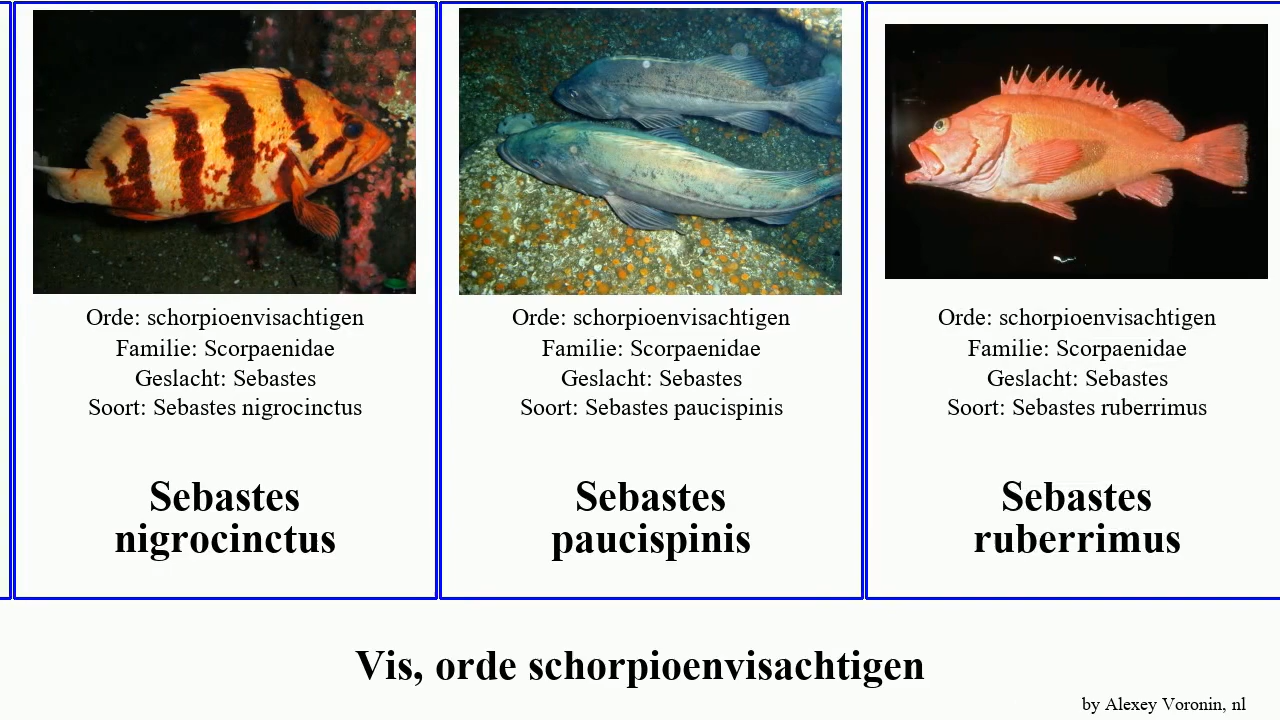 Orde: schorpioenvisachtigen
Familie: Scorpaenidae
Geslacht: Sebastes
Soort: Sebastes nigrocinctus
Sebastes
nigrocinctus
Orde: schorpioenvisachtigen
Familie: Scorpaenidae
Geslacht: Sebastes
Soort: Sebastes paucispinis
Sebastes
paucispinis
Orde: schorpioenvisachtigen
Familie: Scorpaenidae
Geslacht: Sebastes
Soort: Sebastes ruberrimus
Sebastes
ruberrimus
Vis, orde schorpioenvisachtigen
by Alexey Voronin, nl